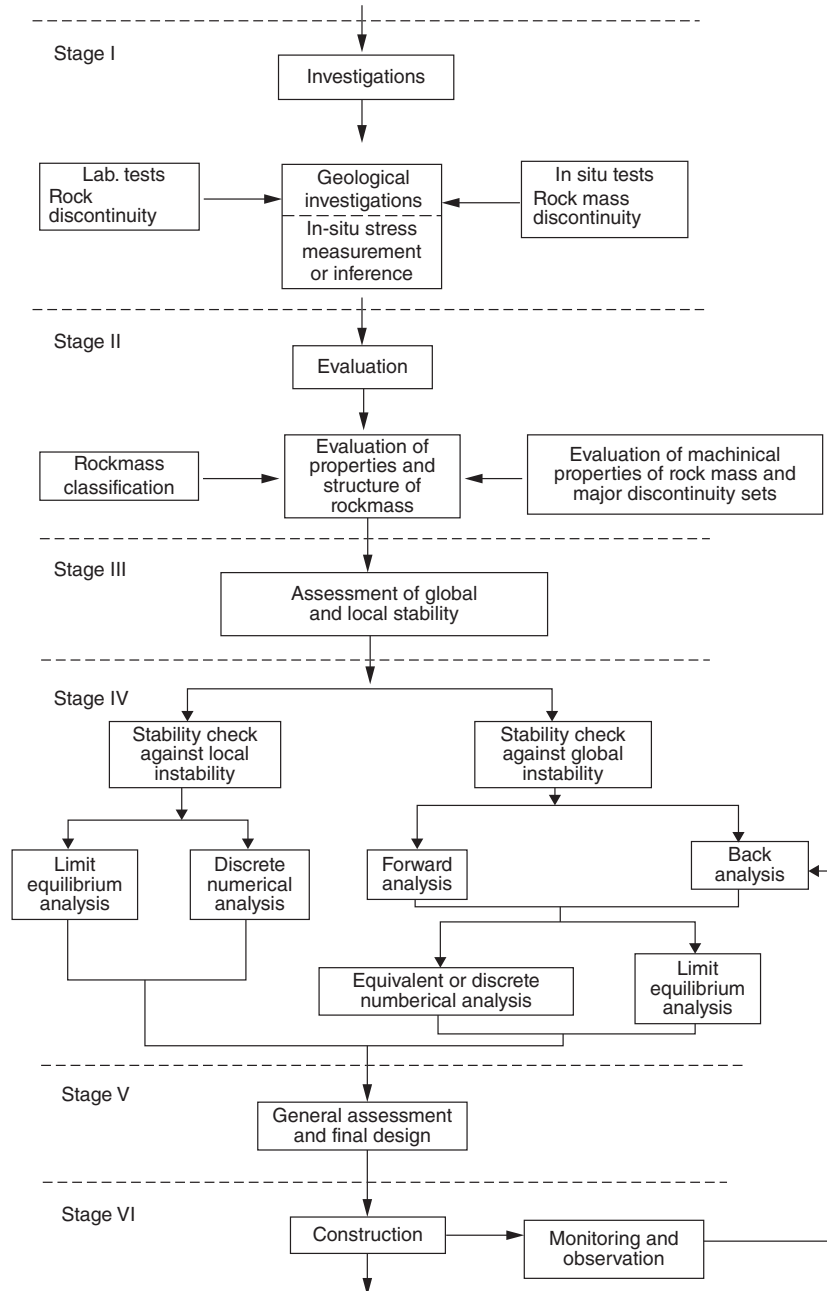 Stage I
Investigations
Lab. tests
Rock
discontinuity
Geological
investigations
In-situ stress
measurement
or inference
In situ tests
Rock mass
discontinuity
Stage II
Evaluation
Rockmass
classification
Evaluation of
properties and
structure of
rockmass
Evaluation of machinical
properties of rock mass and
major discontinuity sets
Stage III
Assessment of global
and local stability
Stage IV
Stability check
against local
instability
Stability check
against global
instability
Limit
equilibrium
analysis
Discrete
numerical
analysis
Forward
analysis
Back
analysis
Equivalent or discrete
numberical analysis
Limit
equilibrium
analysis
Stage V
General assessment
and final design
Stage VI
Construction
Monitoring and
observation